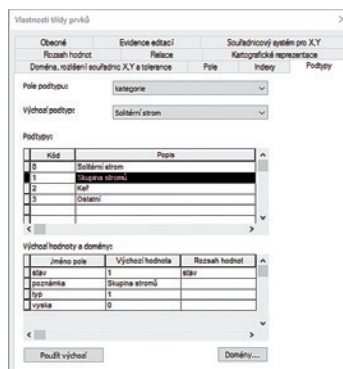 Vlastnosti třídy prvků
Obecné Evidence editací Souřadnicový systém pro X,Y
Rozsah hodnot Relace Kartografické reprezentace
Doména, rozlišení souřadnic X,Y a tolerance Pole Indexy Podtypy
Pole podtypu: kategorie
Výchozí podtyp: Solitérní strom
Podtypy:
Kód Popis
0 Solitérní strom
1 Skupina stromů
2 Keř
3 Ostatní
Výchozí hodnoty a domény:
Jméno pole Výchozí hodnota Rozsah hodnot
stav 1 stav
poznámka Skupina stromů
typ 1
vyska 0
Použít výchozí Domény...